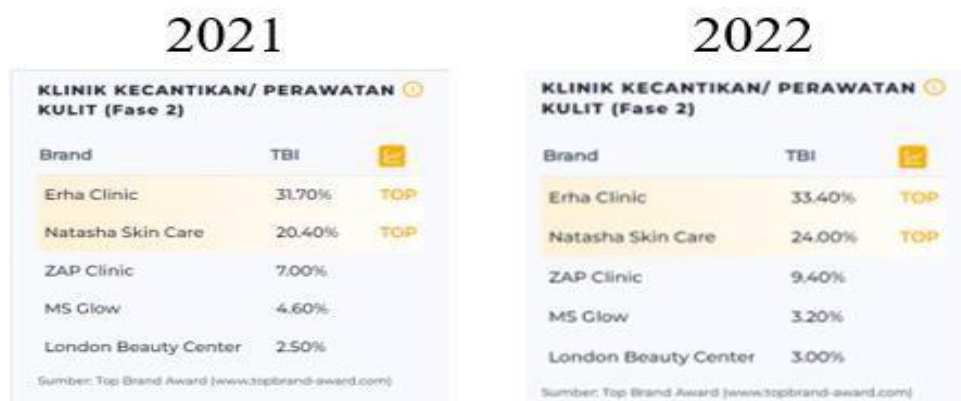 2021
KLINIK KECANTIKAN/ PERAWATAN
KULIT (Fase 2)
Brand TBI
Erha Clinic 31.70% TOP
Natasha Skin Care 20.40% TOP
ZAP Clinic 7.00%
MS Glow 4.60%
London Beauty Center 2.50%
Sumber: Top Brand Award (www.topbrand-award.com)
2022
KLINIK KECANTIKAN/ PERAWATAN
KULIT (Fase 2)
Brand TBI
Erha Clinic 33.40% TOP
Natasha Skin Care 24.00% TOP
ZAP Clinic 9.40%
MS Glow 3.20%
London Beauty Center 3.00%
Sumber: Top Brand Award (www.topbrand-award.com)